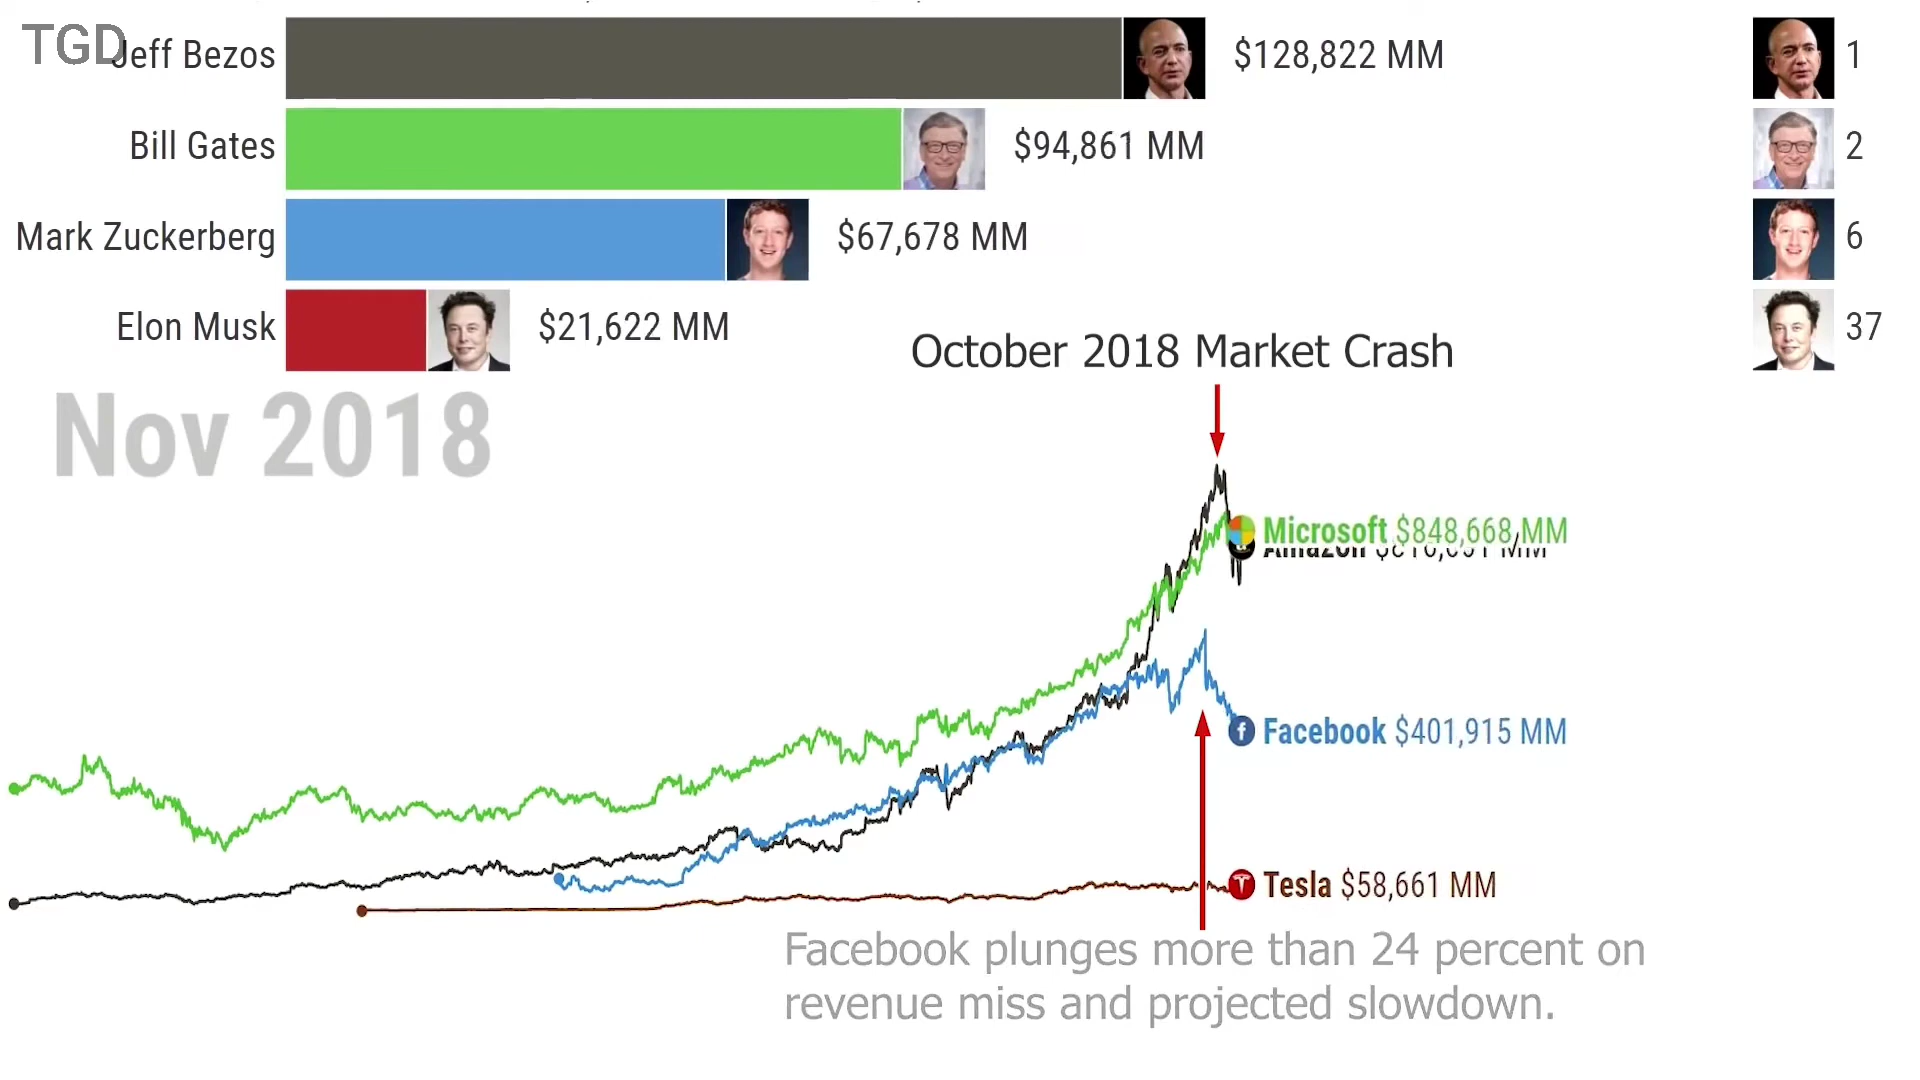 TGD
Jeff Bezos $128,822 MM 1
Bill Gates $94,861 MM 2
Mark Zuckerberg $67,678 MM 6
Elon Musk $21,622 MM 37
October 2018 Market Crash
Nov 2018
Microsoft $848,668 MM
Amazon MM
Facebook $401,915 MM
Tesla $58,661 MM
Facebook plunges more than 24 percent on
revenue miss and projected slowdown.